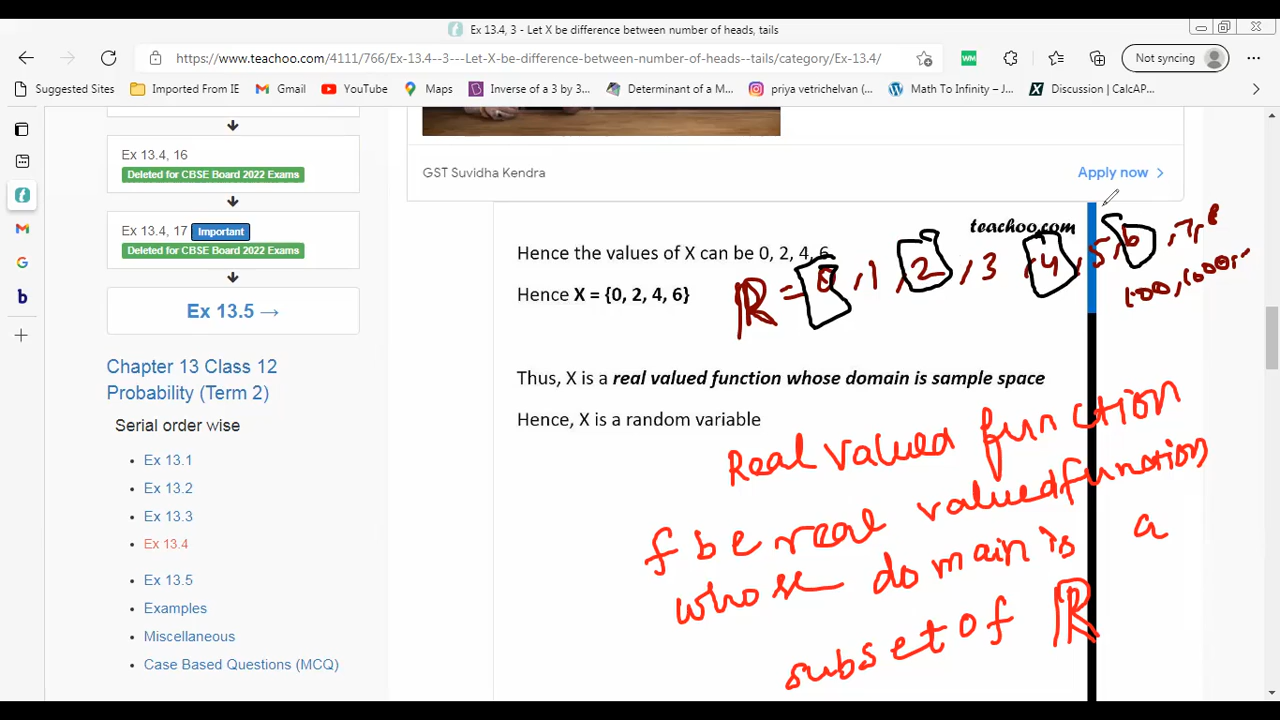 Ex 13.4, 3 - Let X be difference between number of heads, tails
https://www.teachoo.com/4111/766/Ex-13.4--3---Let-X-be-difference-between-number-of-heads--tails/category/Ex-13.4/
WM
Not syncing
Suggested Sites
Imported From IE
Gmail
YouTube
Maps
Inverse of a 3 by 3...
Determinant of a M...
priya vetrichelvan (...
Math To Infinity – J...
Discussion | CalcAP...
Ex 13.4, 16
Deleted for CBSE Board 2022 Exams
Ex 13.4, 17 Important
Deleted for CBSE Board 2022 Exams
Ex 13.5 →
Chapter 13 Class 12
Probability (Term 2)
Serial order wise
• Ex 13.1
• Ex 13.2
• Ex 13.3
• Ex 13.4
• Ex 13.5
• Examples
• Miscellaneous
• Case Based Questions (MCQ)
GST Suvidha Kendra
Apply now
teachoo.com
Hence the values of X can be 0, 2, 4, 6
Hence X = {0, 2, 4, 6}
ℝ = 0, 1, 2, 3, 4, 5, 6, 7, 8
100, 1000, ..
Thus, X is a real valued function whose domain is sample space
Hence, X is a random variable
Real valued function
f be real valued function
whose domain is a
subset of ℝ